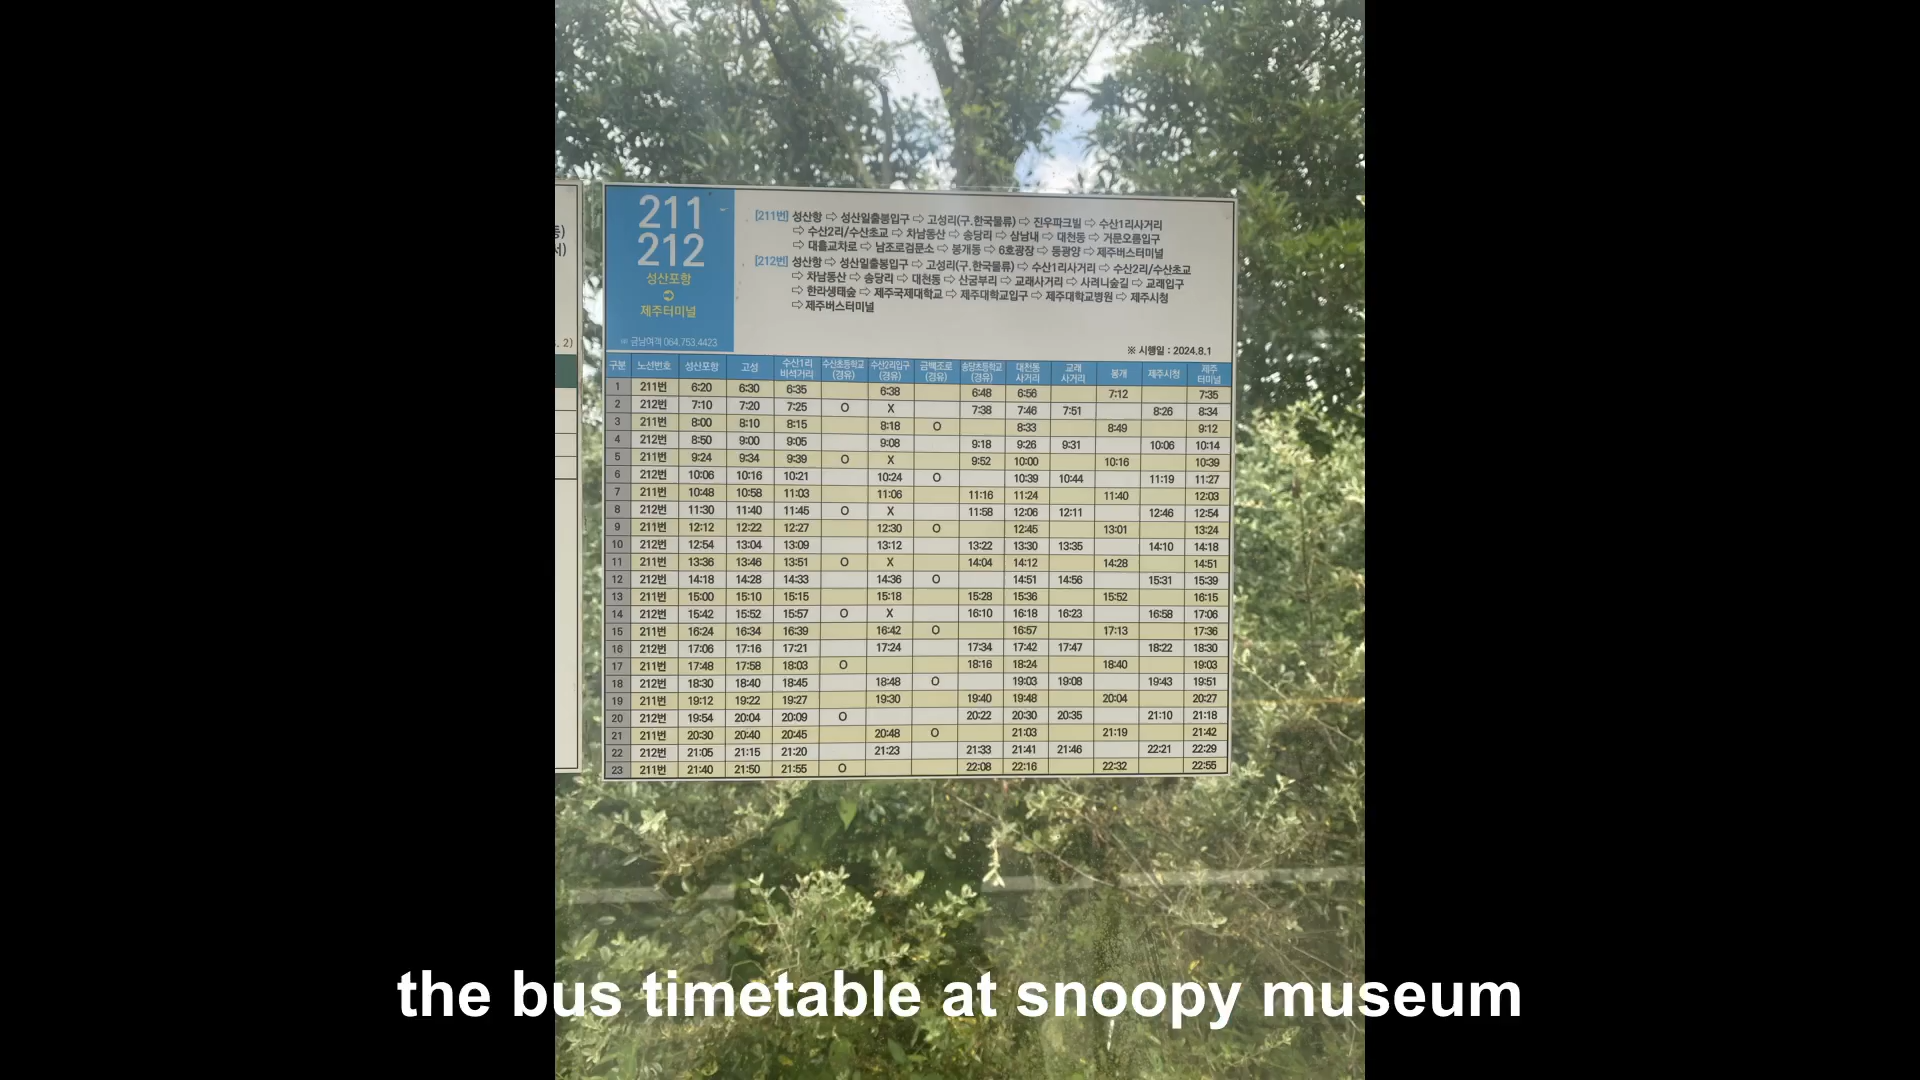 211
212
성산포항
제주터미널
※ 금남여객 064.753.4423
[211번] 성산항 ⇨ 성산일출봉입구 ⇨ 고성리(구.한국물류) ⇨ 진우파크빌 ⇨ 수산1리사거리
⇨ 수산2리/수산초교 ⇨ 차남동산 ⇨ 송당리 ⇨ 상남내 ⇨ 대천동 ⇨ 거문오름입구
⇨ 대흘교차로 ⇨ 남조로검문소 ⇨ 봉개동 ⇨ 6호광장 ⇨ 동광양 ⇨ 제주버스터미널
[212번] 성산항 ⇨ 성산일출봉입구 ⇨ 고성리(구.한국물류) ⇨ 수산1리사거리 ⇨ 수산2리/수산초교
⇨ 차남동산 ⇨ 송당리 ⇨ 대천동 ⇨ 산굼부리 ⇨ 교래사거리 ⇨ 사려니숲길 ⇨ 교래입구
⇨ 한라생태숲 ⇨ 제주국제대학교 ⇨ 제주대학교입구 ⇨ 제주대학교병원 ⇨ 제주시청
⇨ 제주버스터미널
※ 시행일 : 2024.8.1
구분 노선번호 성산포항 고성 수산1리 비석거리 수산초등학교 (경유) 수산2리입구 (경유) 금백조로 (경유) 송당초등학교 (경유) 대천동 사거리 교래 사거리 봉개 제주시청 제주 터미널
1 211번 6:20 6:30 6:35 6:38 6:48 6:56 7:12 7:35
2 212번 7:10 7:20 7:25 O X 7:38 7:46 7:51 8:26 8:34
3 211번 8:00 8:10 8:15 8:18 O 8:33 8:49 9:12
4 212번 8:50 9:00 9:05 9:08 9:18 9:26 9:31 10:06 10:14
5 211번 9:24 9:34 9:39 O X 9:52 10:00 10:16 10:39
6 212번 10:06 10:16 10:21 10:24 O 10:39 10:44 11:19 11:27
7 211번 10:48 10:58 11:03 11:06 11:16 11:24 11:40 12:03
8 212번 11:30 11:40 11:45 O X 11:58 12:06 12:11 12:46 12:54
9 211번 12:12 12:22 12:27 12:30 O 12:45 13:01 13:24
10 212번 12:54 13:04 13:09 13:12 13:22 13:30 13:35 14:10 14:18
11 211번 13:36 13:46 13:51 O X 14:04 14:12 14:28 14:51
12 212번 14:18 14:28 14:33 14:36 O 14:51 14:56 15:31 15:39
13 211번 15:00 15:10 15:15 15:18 15:28 15:36 15:52 16:15
14 212번 15:42 15:52 15:57 O X 16:10 16:18 16:23 16:58 17:06
15 211번 16:24 16:34 16:39 16:42 O 16:57 17:13 17:36
16 212번 17:06 17:16 17:21 17:24 17:34 17:42 17:47 18:22 18:30
17 211번 17:48 17:58 18:03 O 18:16 18:24 18:40 19:03
18 212번 18:30 18:40 18:45 18:48 O 19:03 19:08 19:43 19:51
19 211번 19:12 19:22 19:27 19:30 19:40 19:48 20:04 20:27
20 212번 19:54 20:04 20:09 O 20:22 20:30 20:35 21:10 21:18
21 211번 20:30 20:40 20:45 20:48 O 21:03 21:19 21:42
22 212번 21:05 21:15 21:20 21:23 21:33 21:41 21:46 22:21 22:29
23 211번 21:40 21:50 21:55 O 22:08 22:16 22:32 22:55
the bus timetable at snoopy museum